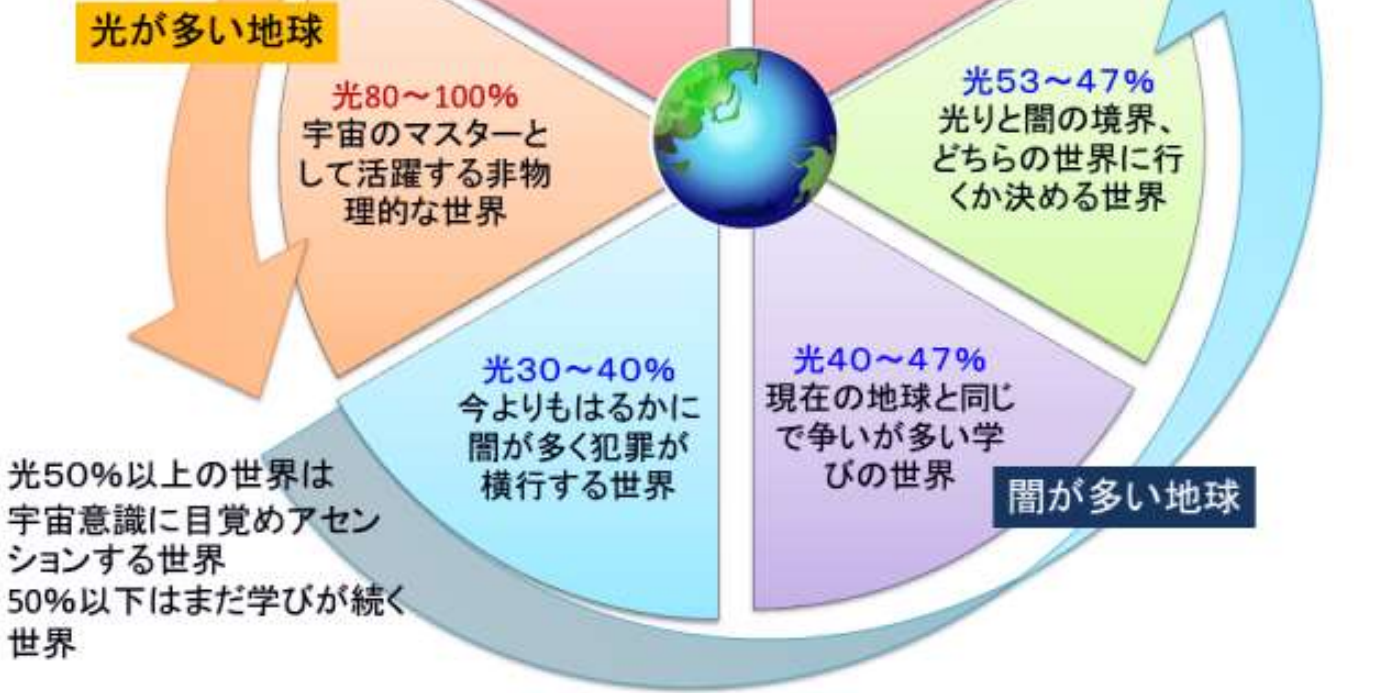 光が多い地球
光80～100%
宇宙のマスターと
して活躍する非物
理的な世界
光53～47%
光りと闇の境界、
どちらの世界に行
くか決める世界
光30～40%
今よりもはるかに
闇が多く犯罪が
横行する世界
光40～47%
現在の地球と同じ
で争いが多い学
びの世界
闇が多い地球
光50%以上の世界は
宇宙意識に目覚めアセン
ションする世界
50%以下はまだ学びが続く
世界